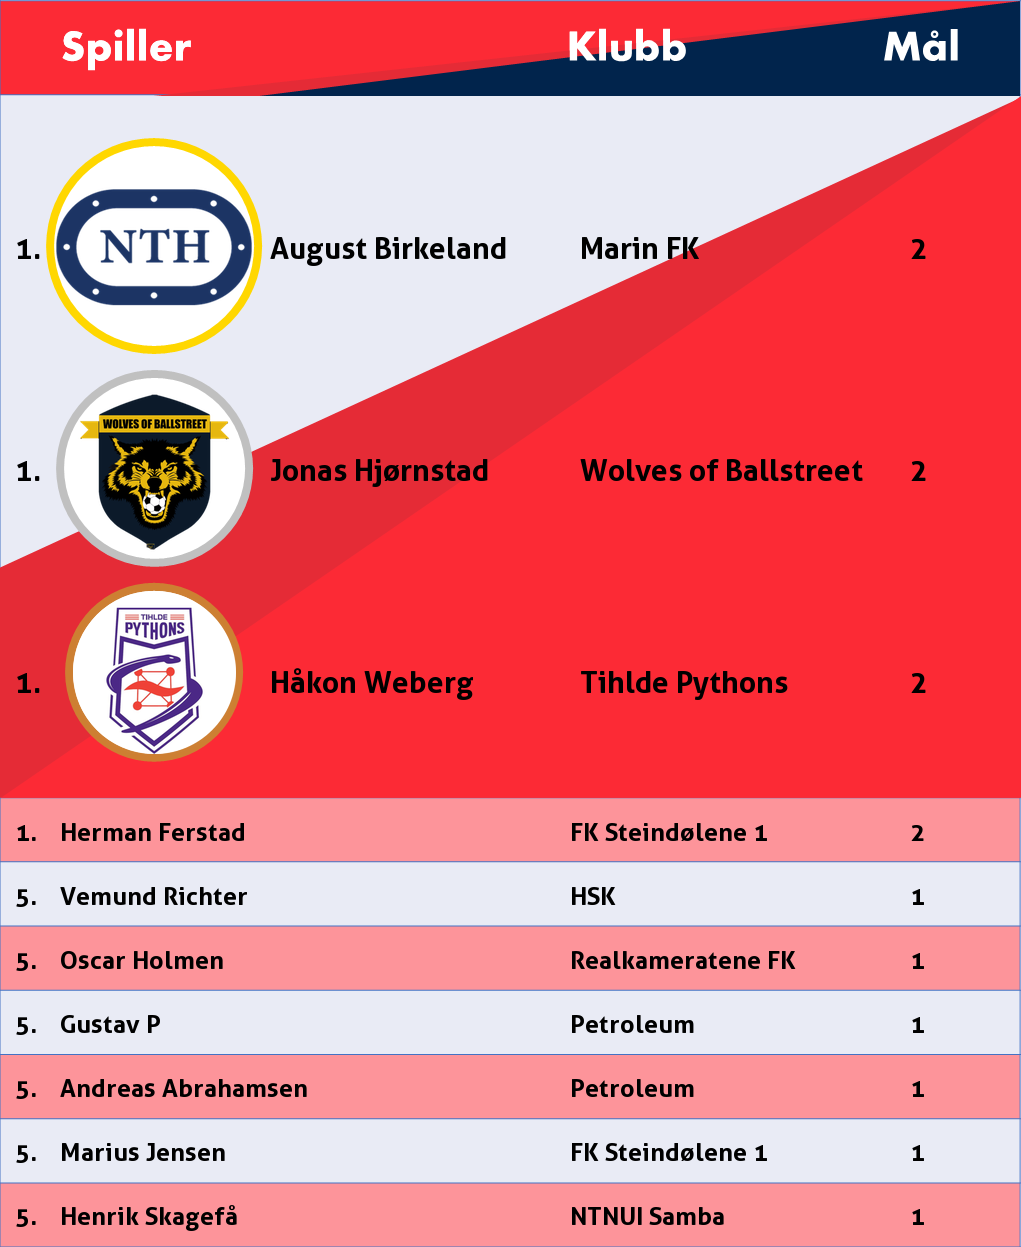 Spiller Klubb Mål
1. NTH August Birkeland Marin FK 2
WOLVES OF BALLSTREET
1. Jonas Hjørnstad Wolves of Ballstreet 2
TIHLDE
PYTHONS
1. Håkon Weberg Tihlde Pythons 2
1. Herman Ferstad FK Steindølene 1 2
5. Vemund Richter HSK 1
5. Oscar Holmen Realkameratene FK 1
5. Gustav P Petroleum 1
5. Andreas Abrahamsen Petroleum 1
5. Marius Jensen FK Steindølene 1 1
5. Henrik Skagefå NTNUI Samba 1